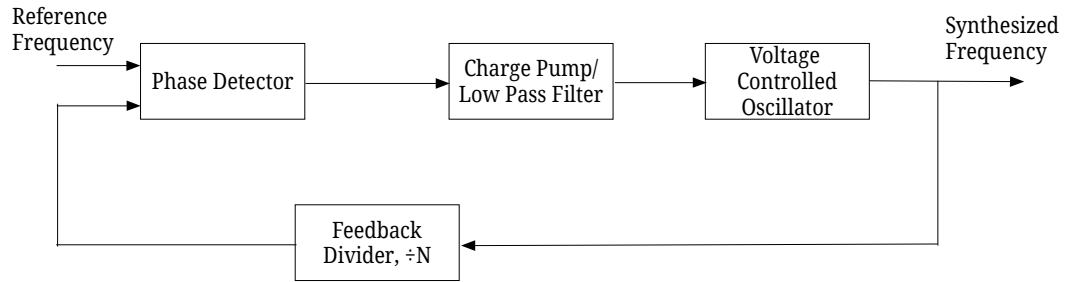 Reference
Frequency
Synthesized
Frequency
Phase Detector
Charge Pump/
Low Pass Filter
Voltage
Controlled
Oscillator
Feedback
Divider, ÷N